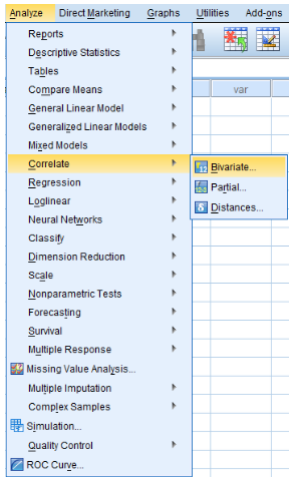 Analyze Direct Marketing Graphs Utilities Add-ons
Reports
Descriptive Statistics
Tables
var
Compare Means
General Linear Model
Generalized Linear Models
Mixed Models
Correlate
Bivariate...
Regression
Partial...
Loglinear
Distances...
Neural Networks
Classify
Dimension Reduction
Scale
Nonparametric Tests
Forecasting
Survival
Multiple Response
Missing Value Analysis...
Multiple Imputation
Complex Samples
Simulation...
Quality Control
ROC Curve...